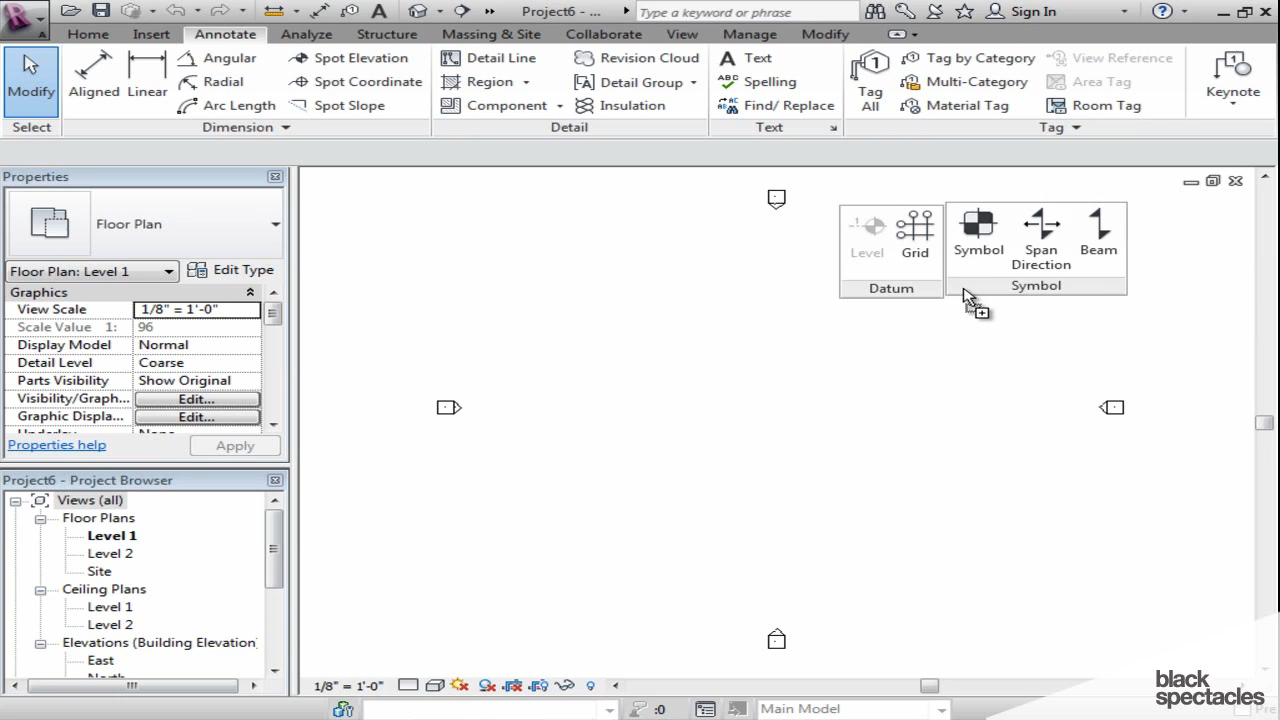 Project6 - ...
Type a keyword or phrase
Sign In
Home Insert Annotate Analyze Structure Massing & Site Collaborate View Manage Modify
Modify
Select
Aligned
Linear
Angular
Radial
Arc Length
Spot Elevation
Spot Coordinate
Spot Slope
Dimension
Detail Line
Region
Component
Revision Cloud
Detail Group
Insulation
Detail
A Text
ABC Spelling
Find/ Replace
Text
Tag
All
Tag by Category
Multi-Category
Material Tag
View Reference
Area Tag
Room Tag
Tag
Keynote
Properties
Floor Plan
Floor Plan: Level 1
Edit Type
Graphics
View Scale 1/8" = 1'-0"
Scale Value 1: 96
Display Model Normal
Detail Level Coarse
Parts Visibility Show Original
Visibility/Graph... Edit...
Graphic Displa... Edit...
Properties help
Apply
Project6 - Project Browser
Views (all)
Floor Plans
Level 1
Level 2
Site
Ceiling Plans
Level 1
Level 2
Elevations (Building Elevation)
East
Level
Grid
Datum
Symbol
Span
Direction
Beam
Symbol
1/8" = 1'-0"
:0
Main Model
black
spectacles